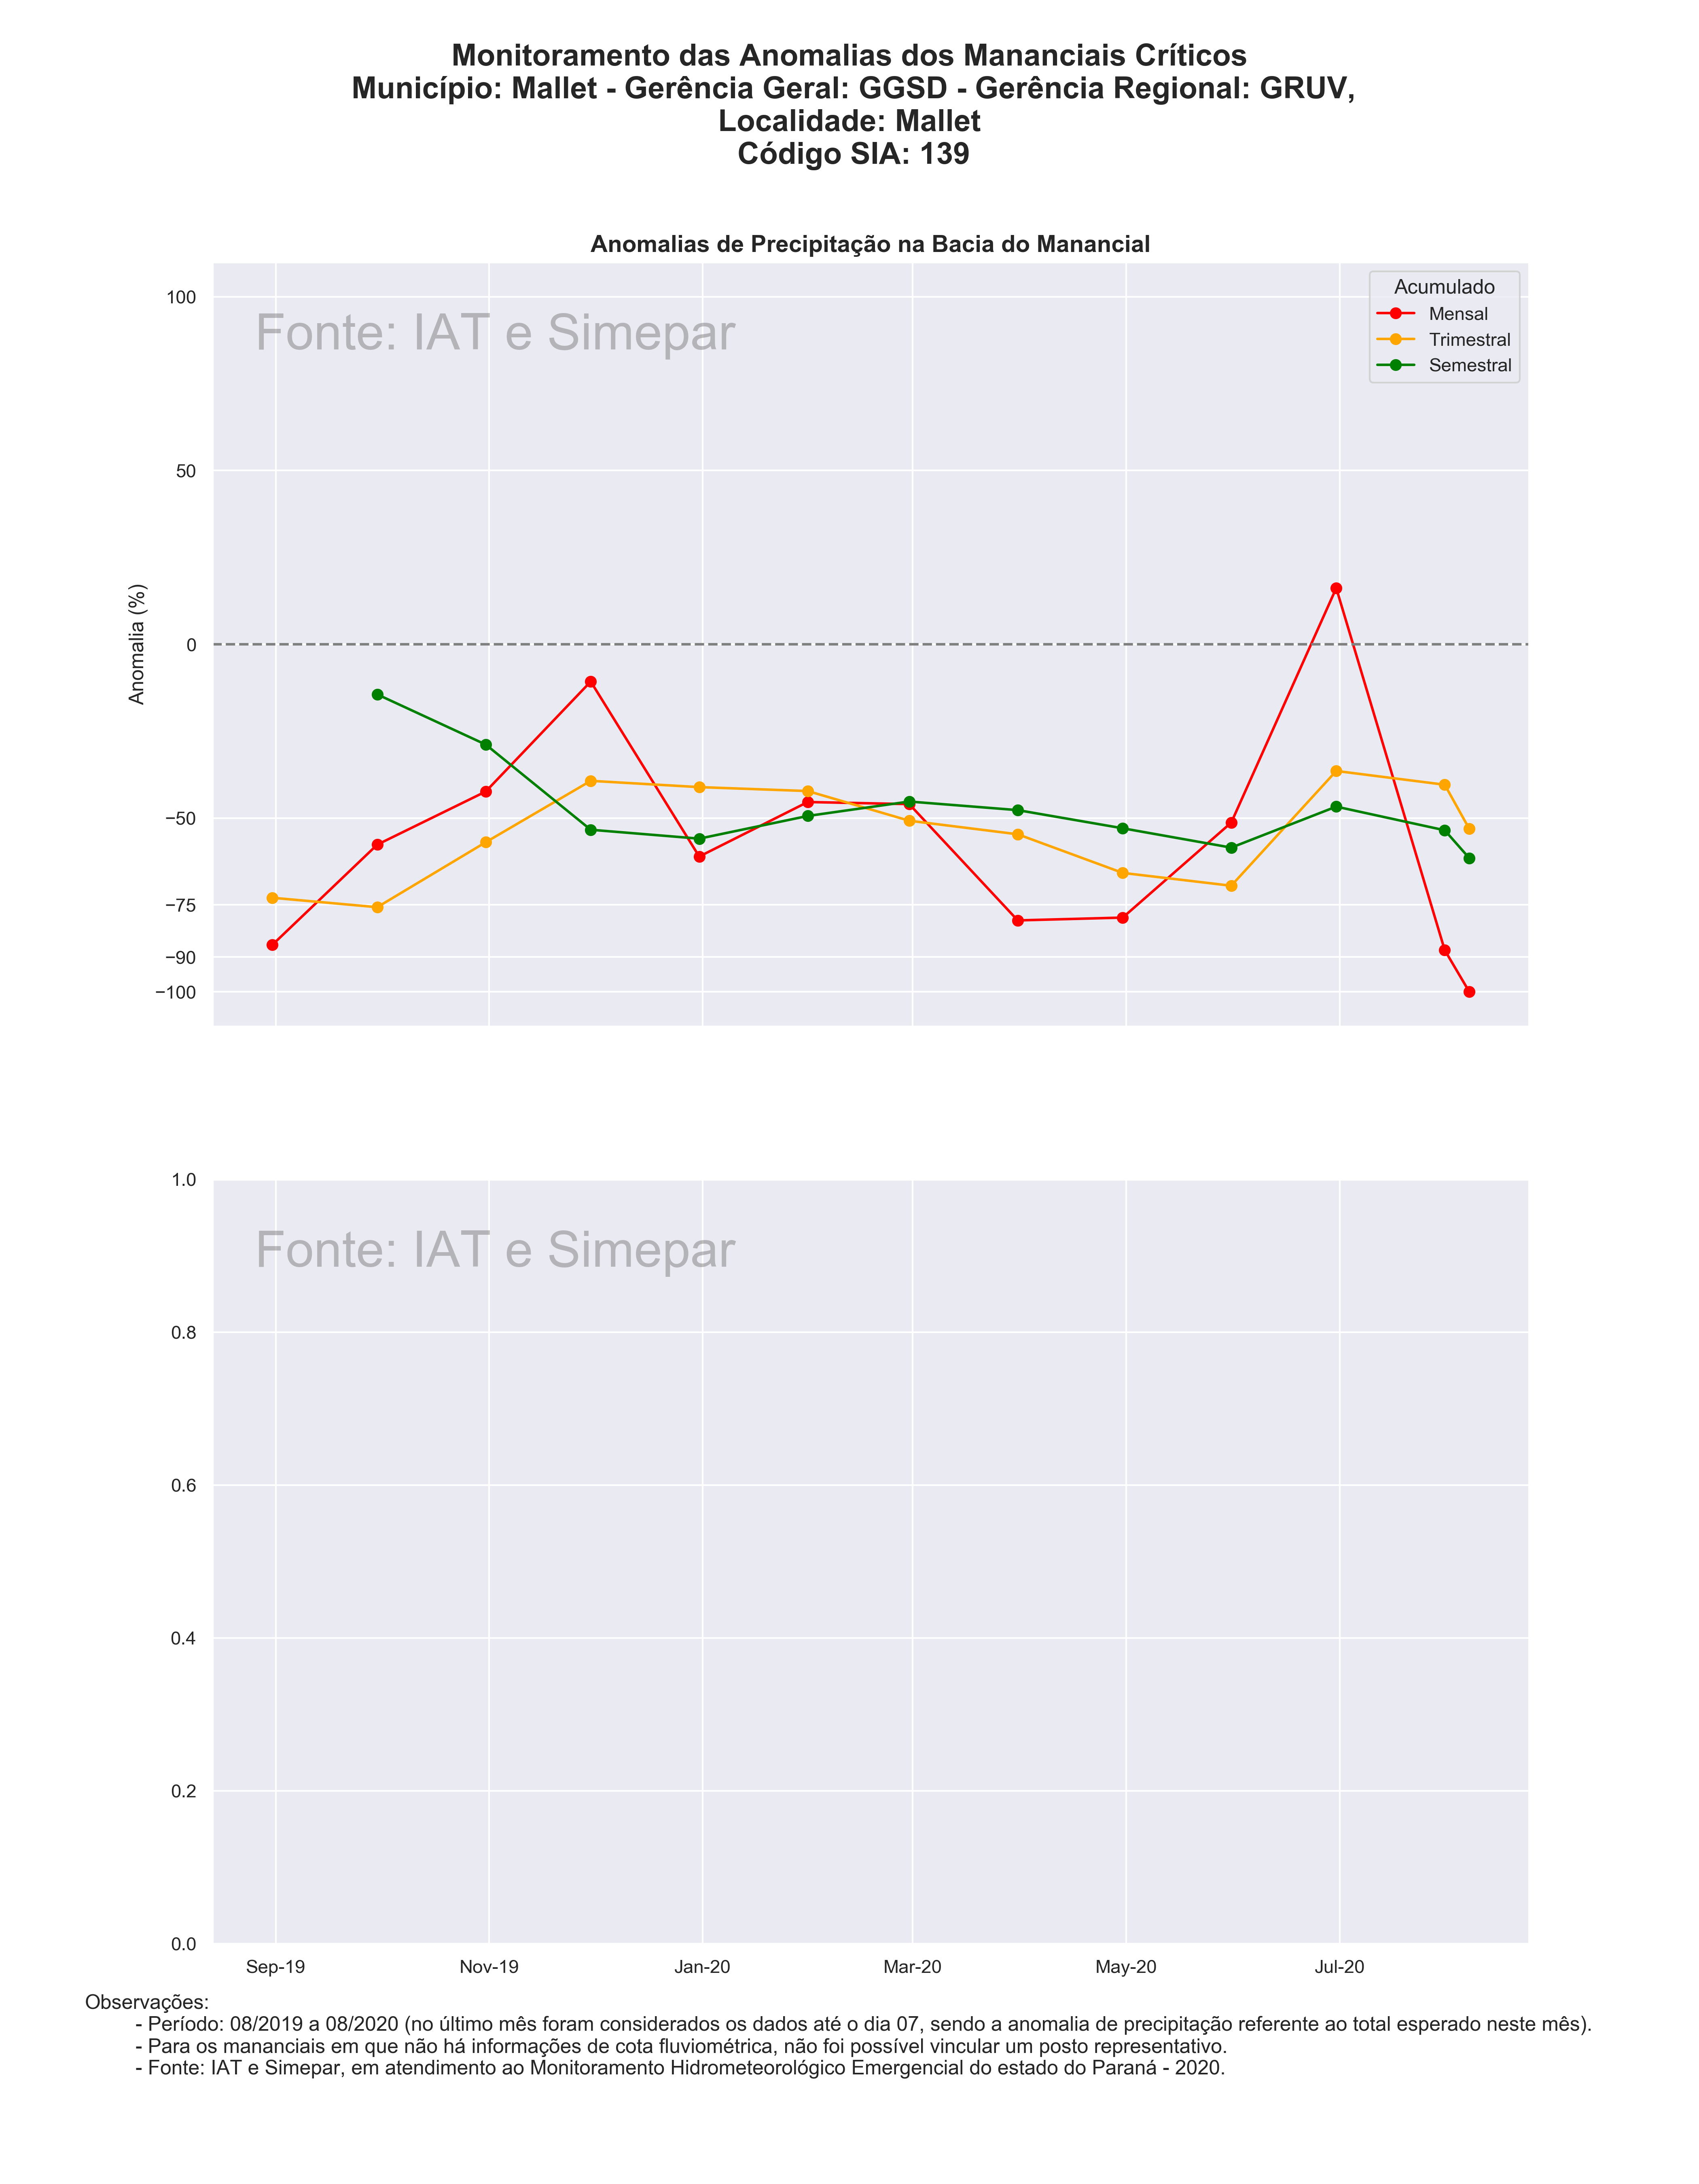 Monitoramento das Anomalias dos Mananciais Críticos
Município: Mallet - Gerência Geral: GGSD - Gerência Regional: GRUV,
Localidade: Mallet
Código SIA: 139
Anomalias de Precipitação na Bacia do Manancial
Fonte: IAT e Simepar
Acumulado
Mensal
Trimestral
Semestral
Anomalia (%)
100
50
0
−50
−75
−90
−100
Fonte: IAT e Simepar
1.0
0.8
0.6
0.4
0.2
0.0
Sep-19 Nov-19 Jan-20 Mar-20 May-20 Jul-20
Observações:
- Período: 08/2019 a 08/2020 (no último mês foram considerados os dados até o dia 07, sendo a anomalia de precipitação referente ao total esperado neste mês).
- Para os mananciais em que não há informações de cota fluviométrica, não foi possível vincular um posto representativo.
- Fonte: IAT e Simepar, em atendimento ao Monitoramento Hidrometeorológico Emergencial do estado do Paraná - 2020.